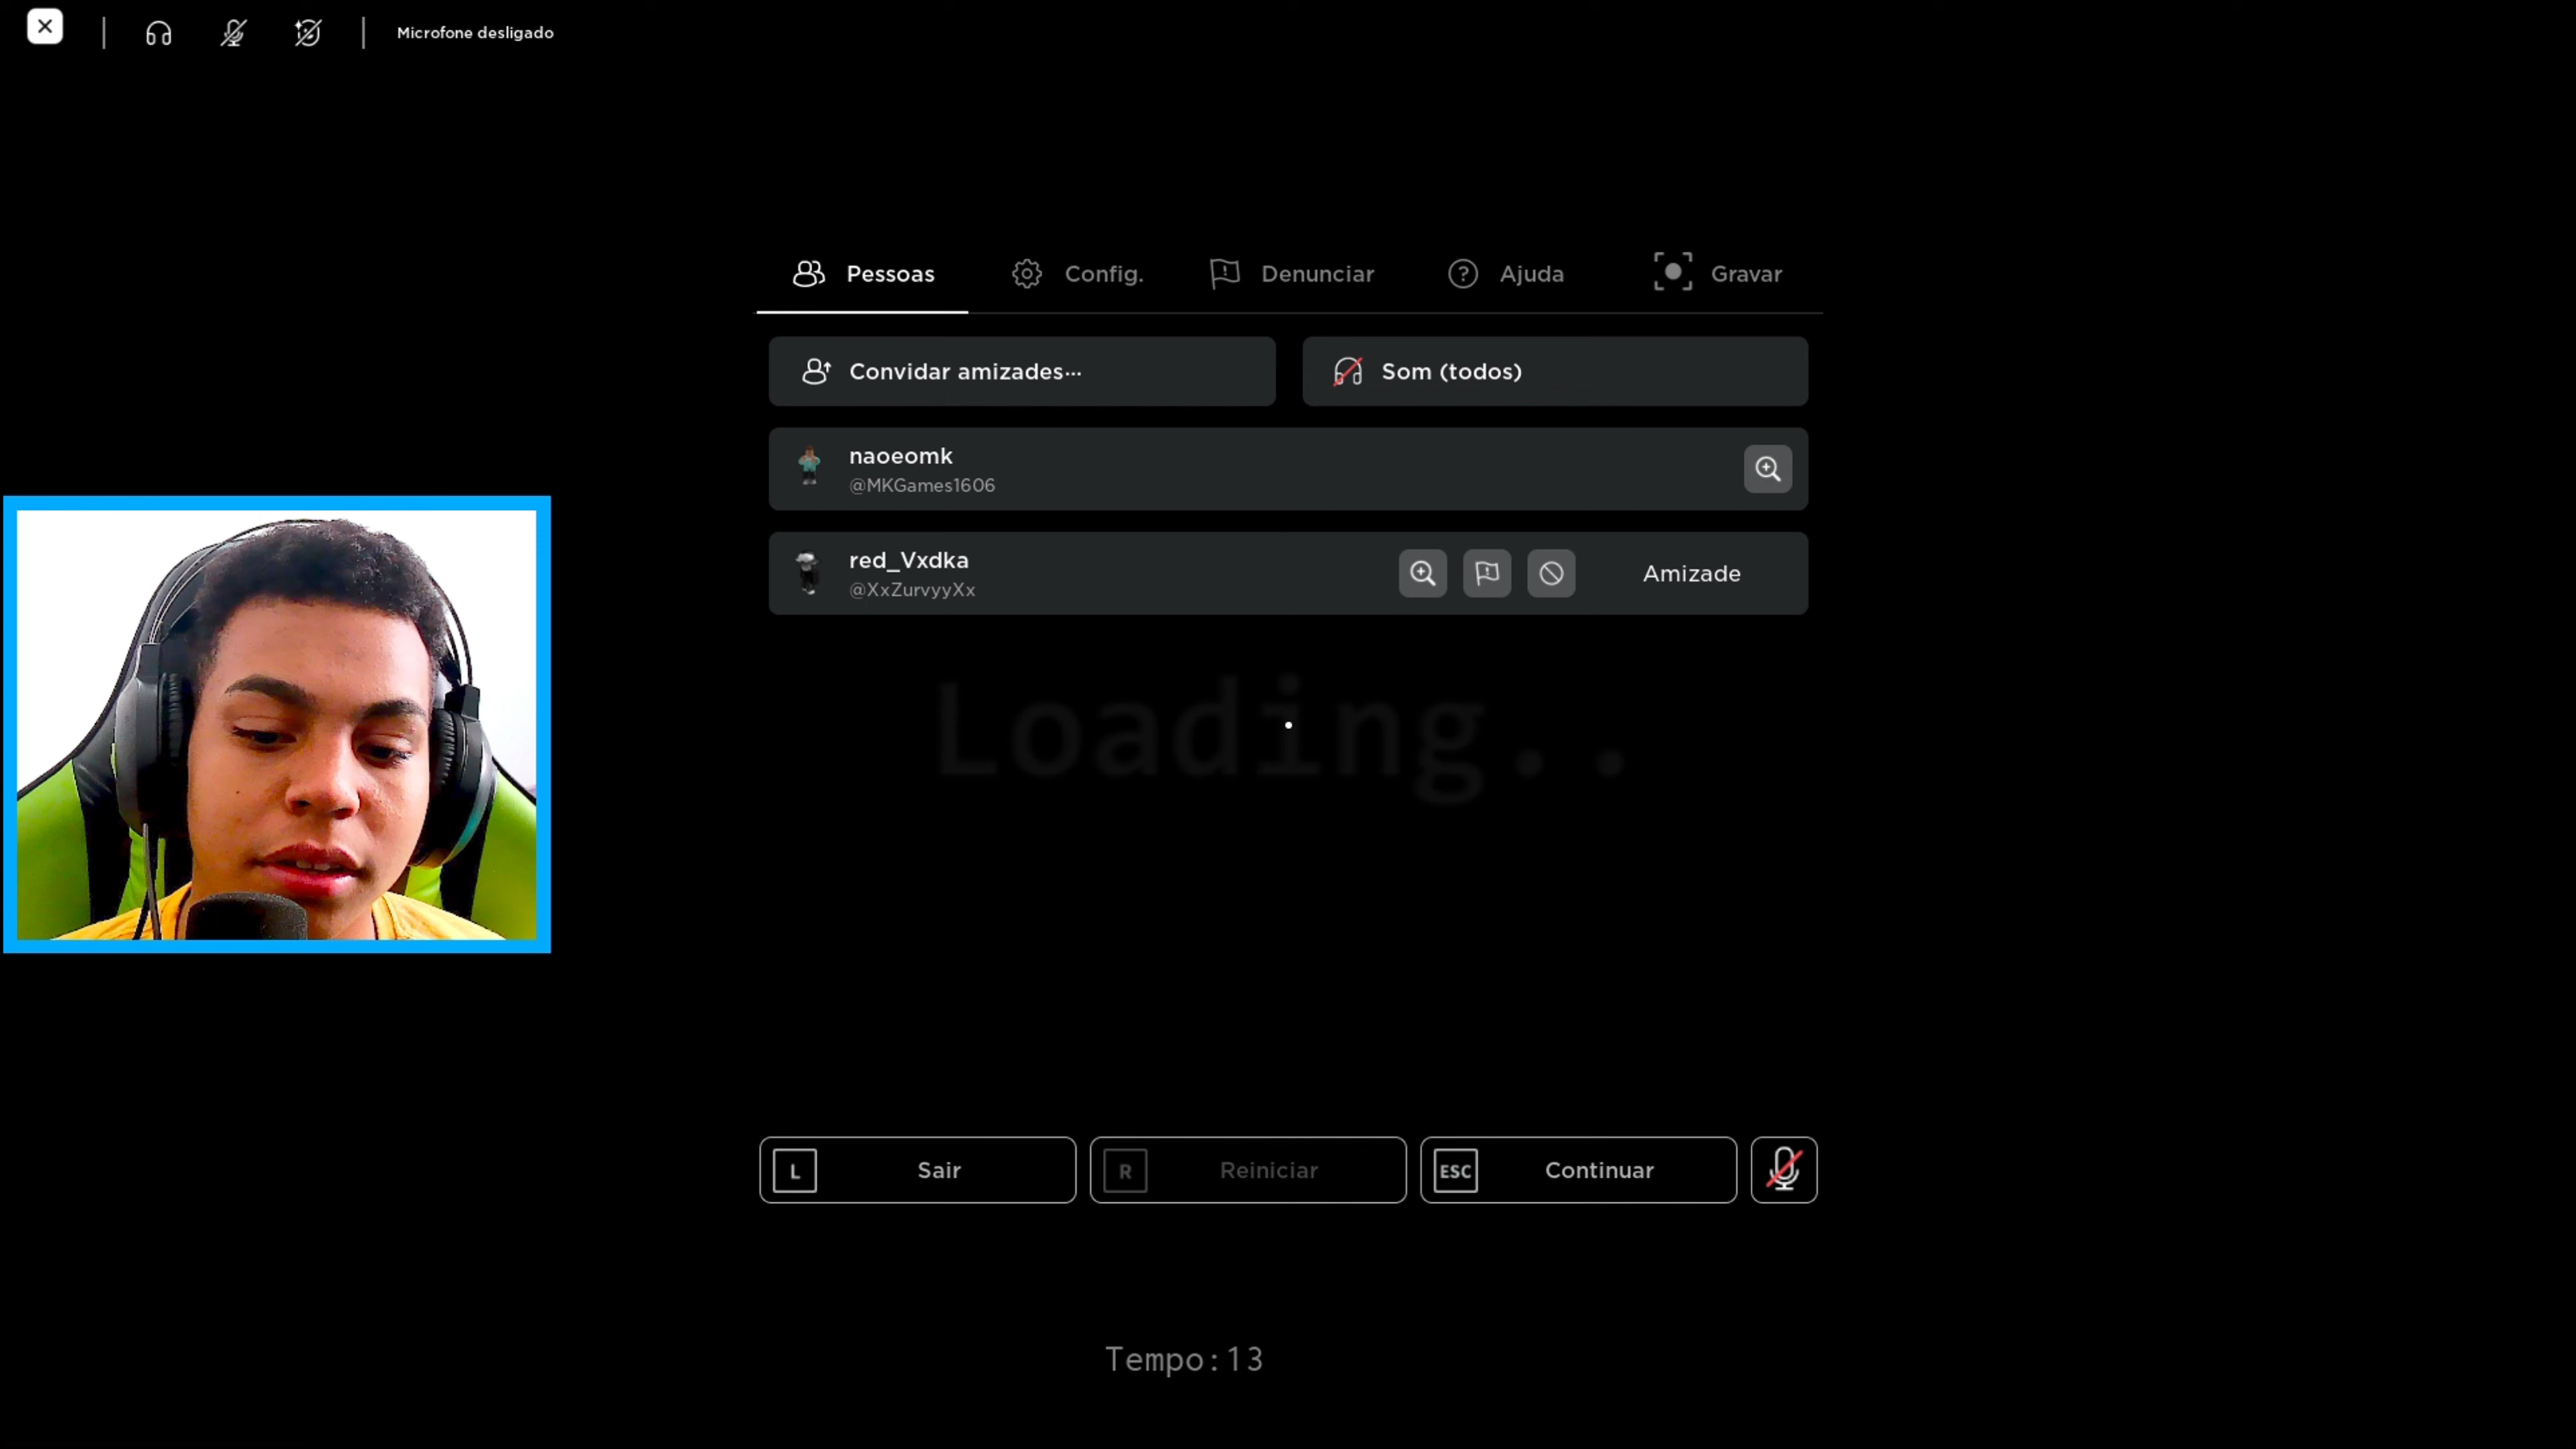 Microfone desligado
Pessoas
Config.
Denunciar
Ajuda
Gravar
Convidar amizades···
Som (todos)
naoeomk
@MKGames1606
red_Vxdka
@XxZurvyyXx
Amizade
Loading..
L Sair
R Reiniciar
ESC Continuar
Tempo:13